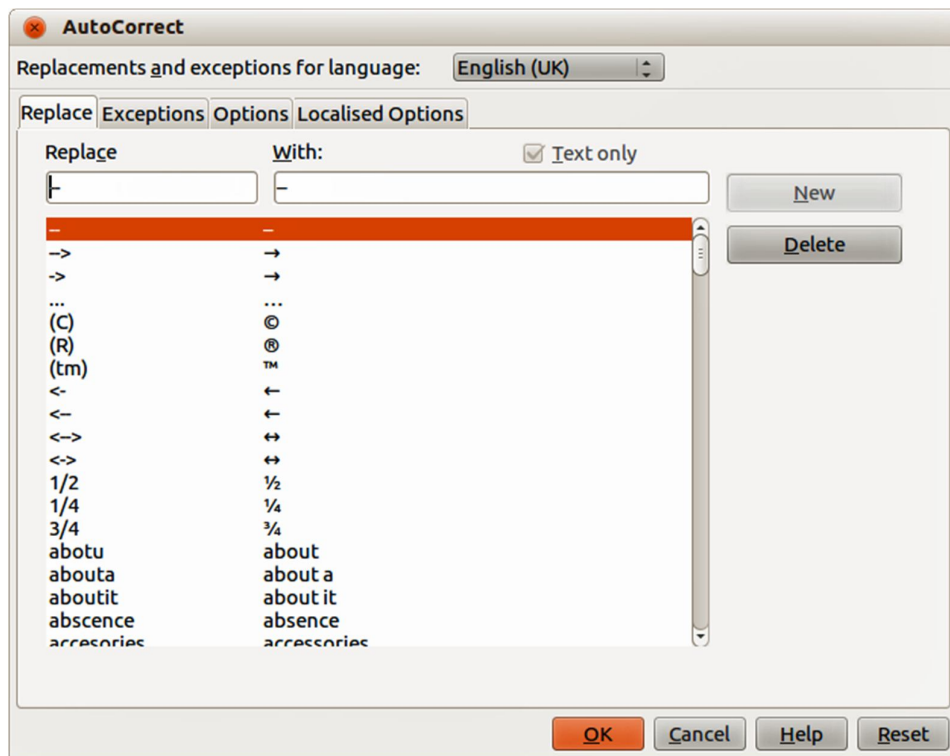 AutoCorrect
Replacements and exceptions for language: English (UK)
Replace Exceptions Options Localised Options
Replace With: Text only
– – New
– –
Delete
–> →
-> →
... …
(C) ©
(R) ®
(tm) ™
<- ←
<– ←
<–> ↔
<-> ↔
1/2 ½
1/4 ¼
3/4 ¾
abotu about
abouta about a
aboutit about it
abscence absence
accesories accessories
OK Cancel Help Reset